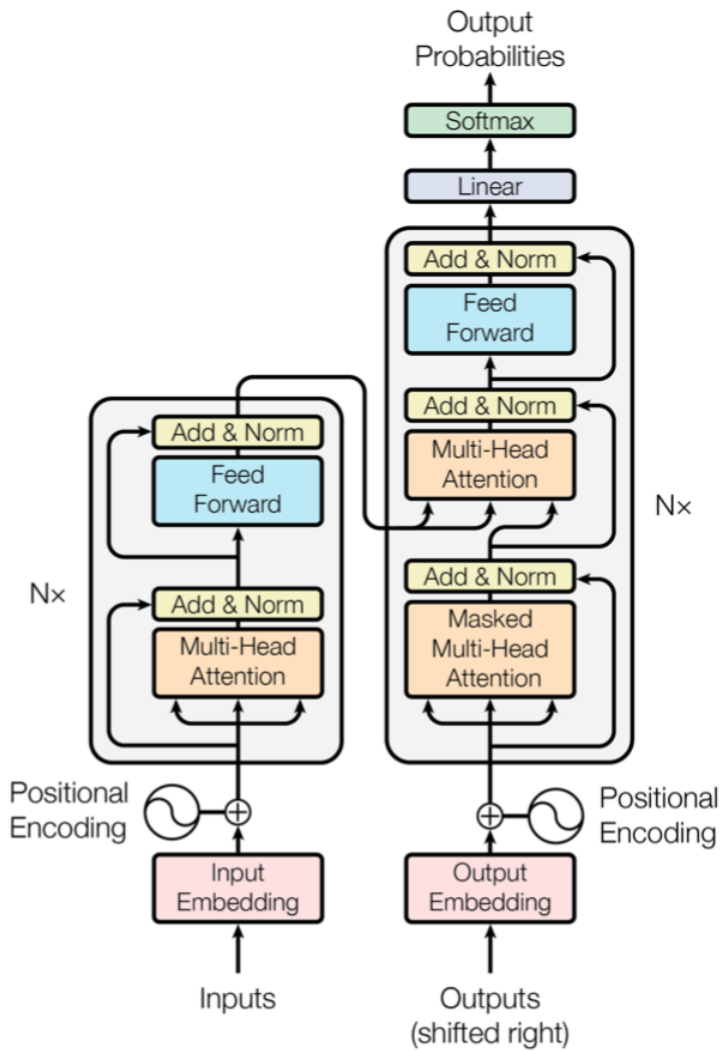 Output
Probabilities
Softmax
Linear
Add & Norm
Feed
Forward
Add & Norm
Multi-Head
Attention
Nx
Add & Norm
Masked
Multi-Head
Attention
Add & Norm
Feed
Forward
Nx
Add & Norm
Multi-Head
Attention
Positional
Encoding
Positional
Encoding
Input
Embedding
Output
Embedding
Inputs
Outputs
(shifted right)